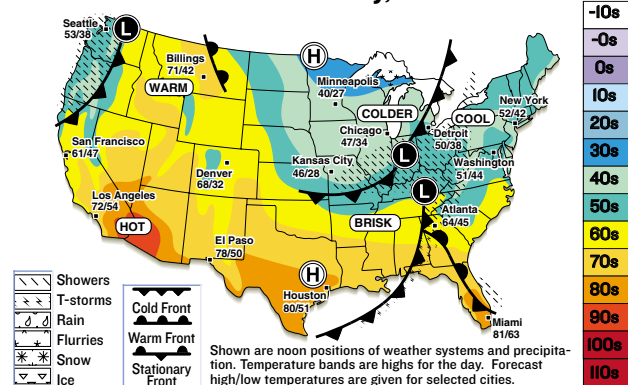 Seattle
53/38
L
Billings
71/42
WARM
H
Minneapolis
40/27
COLDER
Chicago
47/34
COOL
New York
52/42
Detroit
50/38
Washington
51/44
San Francisco
61/47
Denver
68/32
Kansas City
46/28
L
L
Los Angeles
72/54
HOT
BRISK
Atlanta
64/45
El Paso
78/50
H
Houston
80/51
Miami
81/63
Showers
T-storms
Rain
Flurries
Snow
Ice
Cold Front
Warm Front
Stationary
Front
Shown are noon positions of weather systems and precipita-
tion. Temperature bands are highs for the day. Forecast
high/low temperatures are given for selected cities.
-10s
-0s
0s
10s
20s
30s
40s
50s
60s
70s
80s
90s
100s
110s